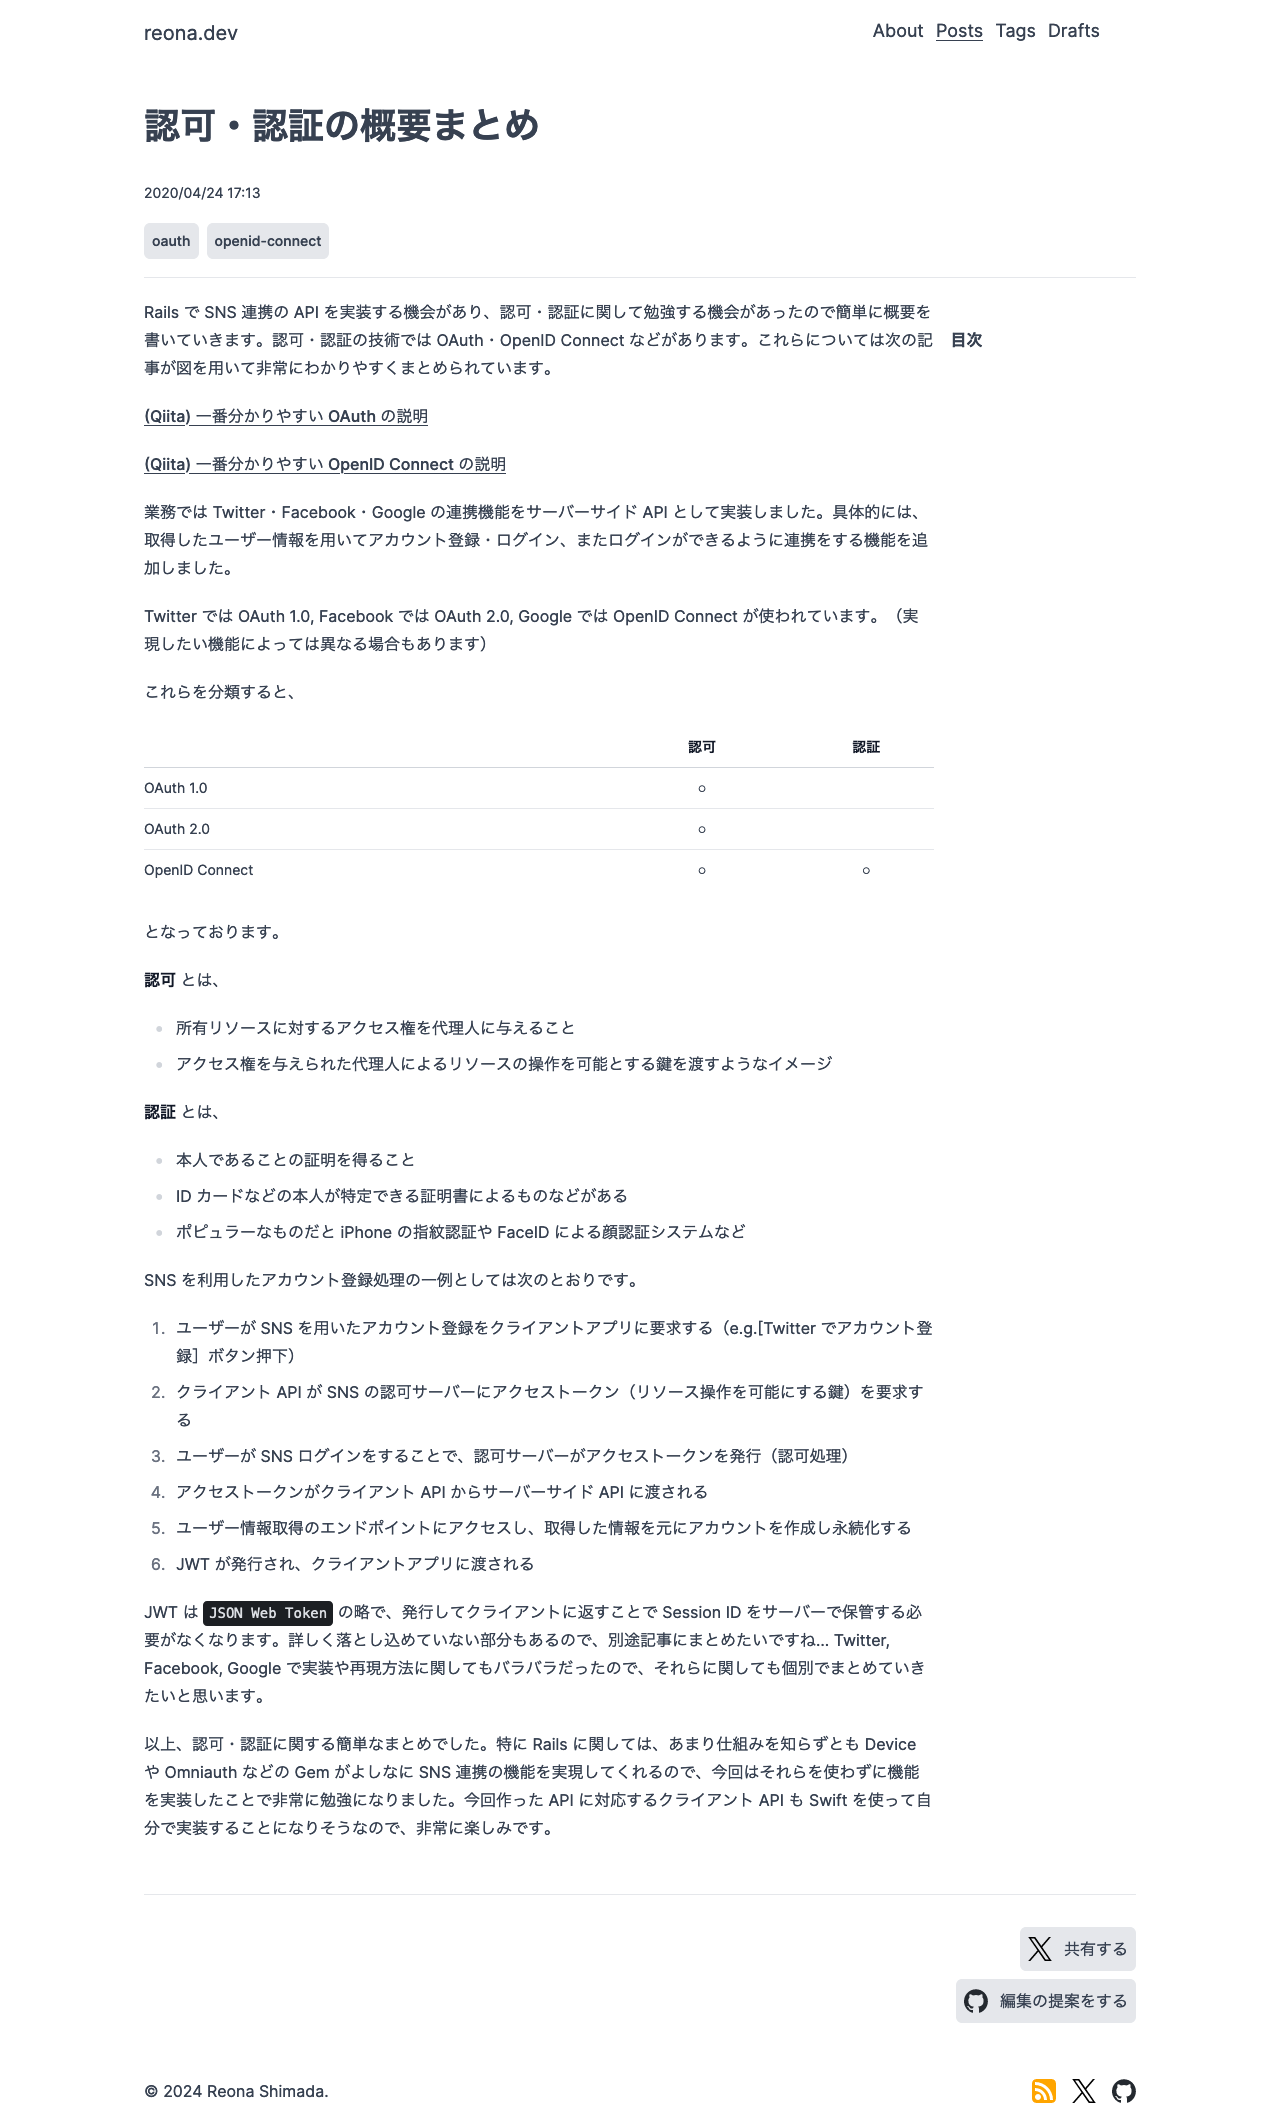 reona.dev
About Posts Tags Drafts
認可・認証の概要まとめ
2020/04/24 17:13
oauth openid-connect
Rails で SNS 連携の API を実装する機会があり、認可・認証に関して勉強する機会があったので簡単に概要を
書いていきます。認可・認証の技術では OAuth・OpenID Connect などがあります。これらについては次の記
事が図を用いて非常にわかりやすくまとめられています。
目次
(Qiita) 一番分かりやすい OAuth の説明
(Qiita) 一番分かりやすい OpenID Connect の説明
業務では Twitter・Facebook・Google の連携機能をサーバーサイド API として実装しました。具体的には、
取得したユーザー情報を用いてアカウント登録・ログイン、またログインができるように連携をする機能を追
加しました。
Twitter では OAuth 1.0, Facebook では OAuth 2.0, Google では OpenID Connect が使われています。（実
現したい機能によっては異なる場合もあります）
これらを分類すると、
認可 認証
OAuth 1.0 ○
OAuth 2.0 ○
OpenID Connect ○ ○
となっております。
認可 とは、
• 所有リソースに対するアクセス権を代理人に与えること
• アクセス権を与えられた代理人によるリソースの操作を可能とする鍵を渡すようなイメージ
認証 とは、
• 本人であることの証明を得ること
• ID カードなどの本人が特定できる証明書によるものなどがある
• ポピュラーなものだと iPhone の指紋認証や FaceID による顔認証システムなど
SNS を利用したアカウント登録処理の一例としては次のとおりです。
1. ユーザーが SNS を用いたアカウント登録をクライアントアプリに要求する（e.g.[Twitter でアカウント登
録］ボタン押下）
2. クライアント API が SNS の認可サーバーにアクセストークン（リソース操作を可能にする鍵）を要求す
る
3. ユーザーが SNS ログインをすることで、認可サーバーがアクセストークンを発行（認可処理）
4. アクセストークンがクライアント API からサーバーサイド API に渡される
5. ユーザー情報取得のエンドポイントにアクセスし、取得した情報を元にアカウントを作成し永続化する
6. JWT が発行され、クライアントアプリに渡される
JWT は JSON Web Token の略で、発行してクライアントに返すことで Session ID をサーバーで保管する必
要がなくなります。詳しく落とし込めていない部分もあるので、別途記事にまとめたいですね... Twitter,
Facebook, Google で実装や再現方法に関してもバラバラだったので、それらに関しても個別でまとめていき
たいと思います。
以上、認可・認証に関する簡単なまとめでした。特に Rails に関しては、あまり仕組みを知らずとも Device
や Omniauth などの Gem がよしなに SNS 連携の機能を実現してくれるので、今回はそれらを使わずに機能
を実装したことで非常に勉強になりました。今回作った API に対応するクライアント API も Swift を使って自
分で実装することになりそうなので、非常に楽しみです。
共有する
編集の提案をする
© 2024 Reona Shimada.